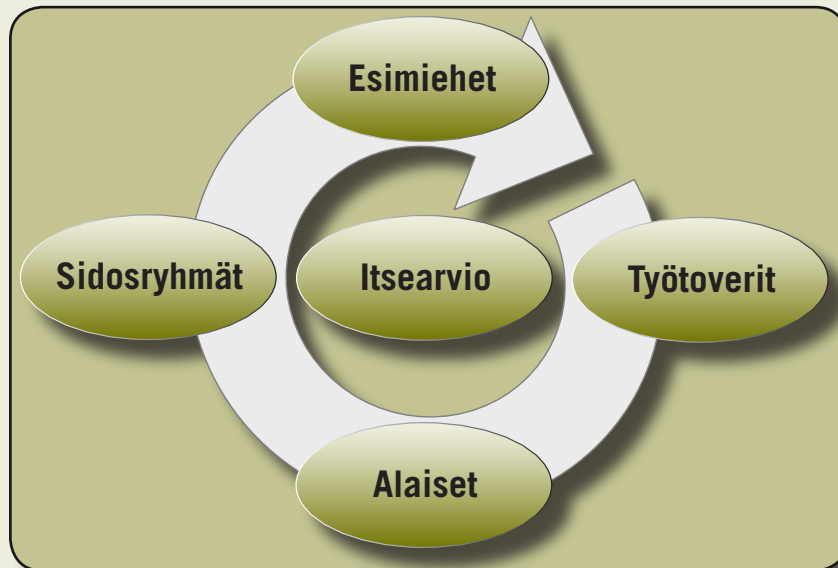 Esimiehet
Sidosryhmät
Itsearvio
Työtoverit
Alaiset